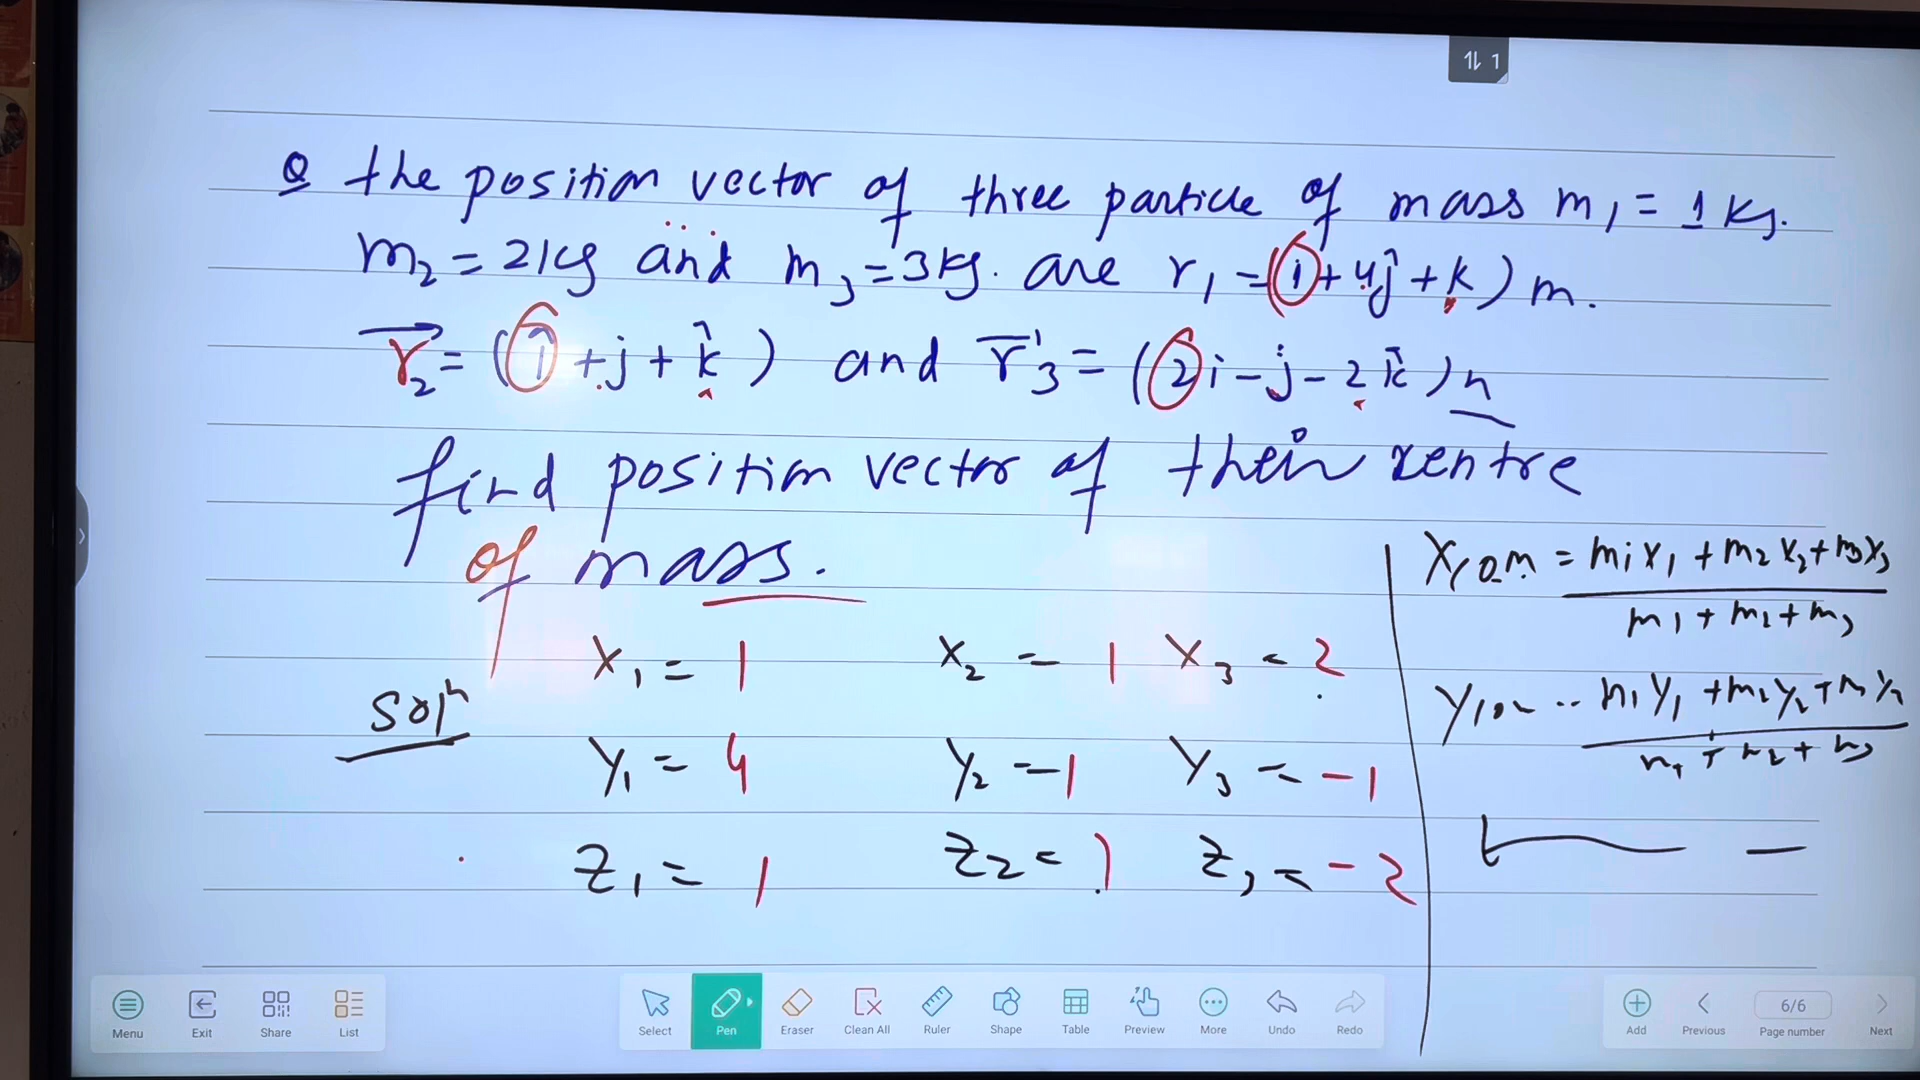 1
Q the position vector of three particle of mass m₁ = 1 kg.
m₂ = 2kg and m₃ = 3kg. are r₁ = (i + 4ĵ + k) m.
r₂ = (î + j + k̂) and r₃ = (2i - j - 2k̂) n
find position vector of their centre
of mass.
Soln
x₁ = 1 x₂ = 1 x₃ = 2
y₁ = 4 y₂ = 1 y₃ = -1
z₁ = 1 z₂ = 1 z₃ = -2
Xcom = m₁x₁ + m₂x₂ + m₃x₃
m₁ + m₂ + m₃
Ycom = m₁y₁ + m₂y₂ + m y₃
m₁ + m₂ + m₃
Menu Exit Share List Select Pen Eraser Clean All Ruler Shape Table Preview More Undo Redo Add Previous 6/6 Page number Next